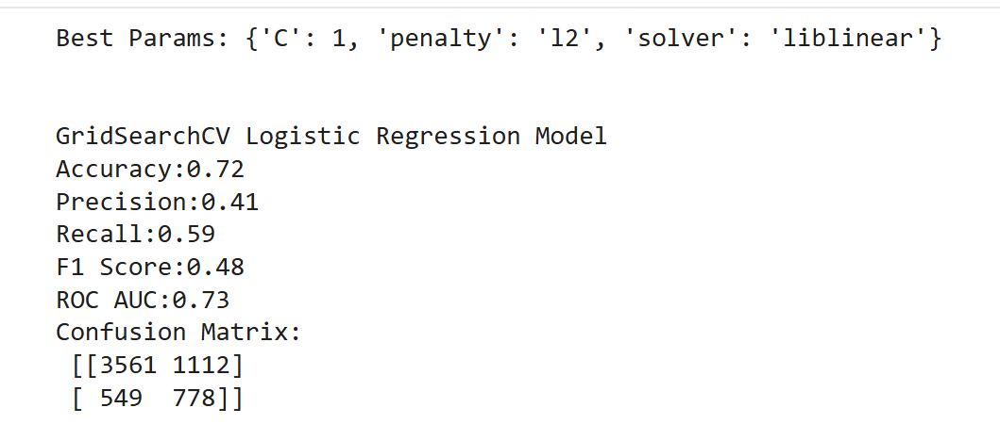 Best Params: {'C': 1, 'penalty': 'l2', 'solver': 'liblinear'}
GridSearchCV Logistic Regression Model
Accuracy:0.72
Precision:0.41
Recall:0.59
F1 Score:0.48
ROC AUC:0.73
Confusion Matrix:
[[3561 1112]
[ 549  778]]